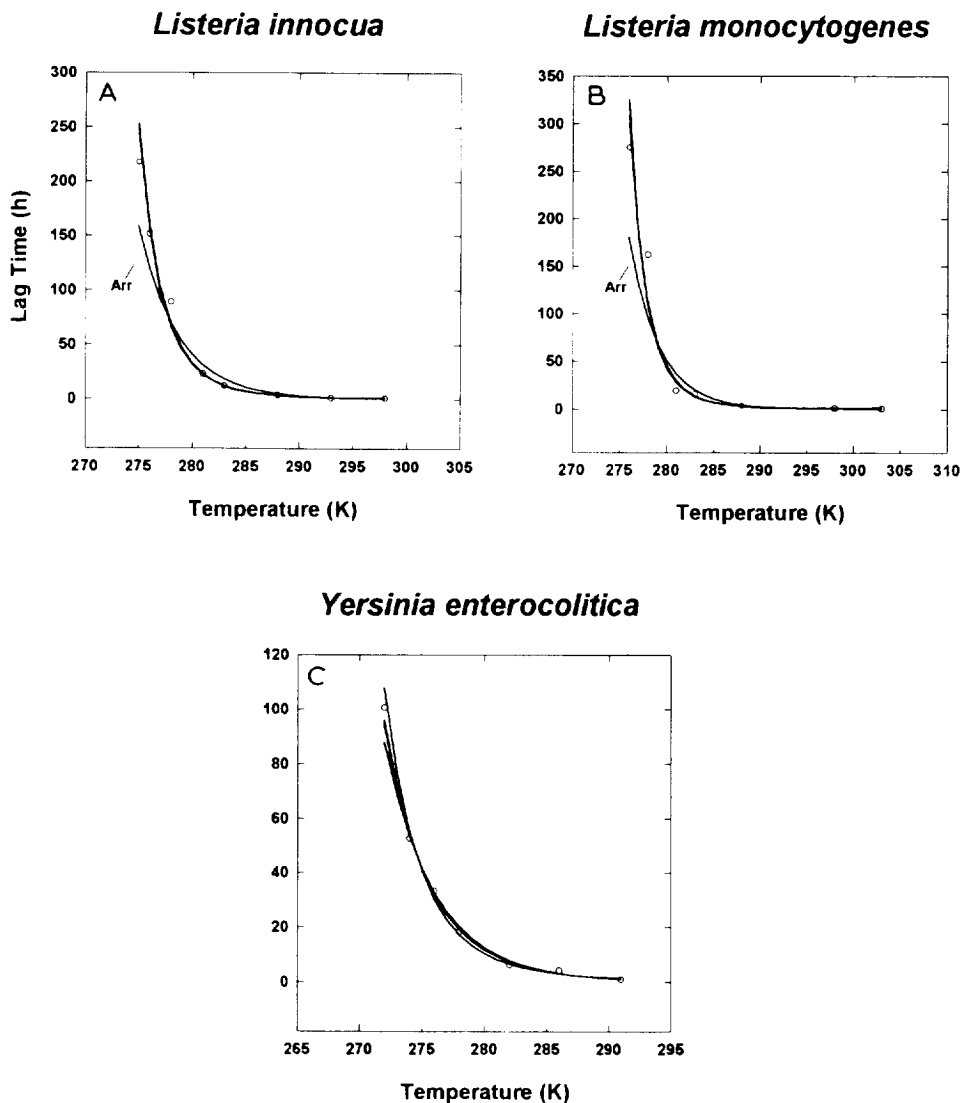 Listeria innocua
Listeria monocytogenes
A
300
250
200
150
100
50
0
Lag Time (h)
Arr
270 275 280 285 290 295 300 305
Temperature (K)
B
350
300
250
200
150
100
50
0
Arr
270 275 280 285 290 295 300 305 310
Temperature (K)
Yersinia enterocolitica
C
120
100
80
60
40
20
0
265 270 275 280 285 290 295
Temperature (K)